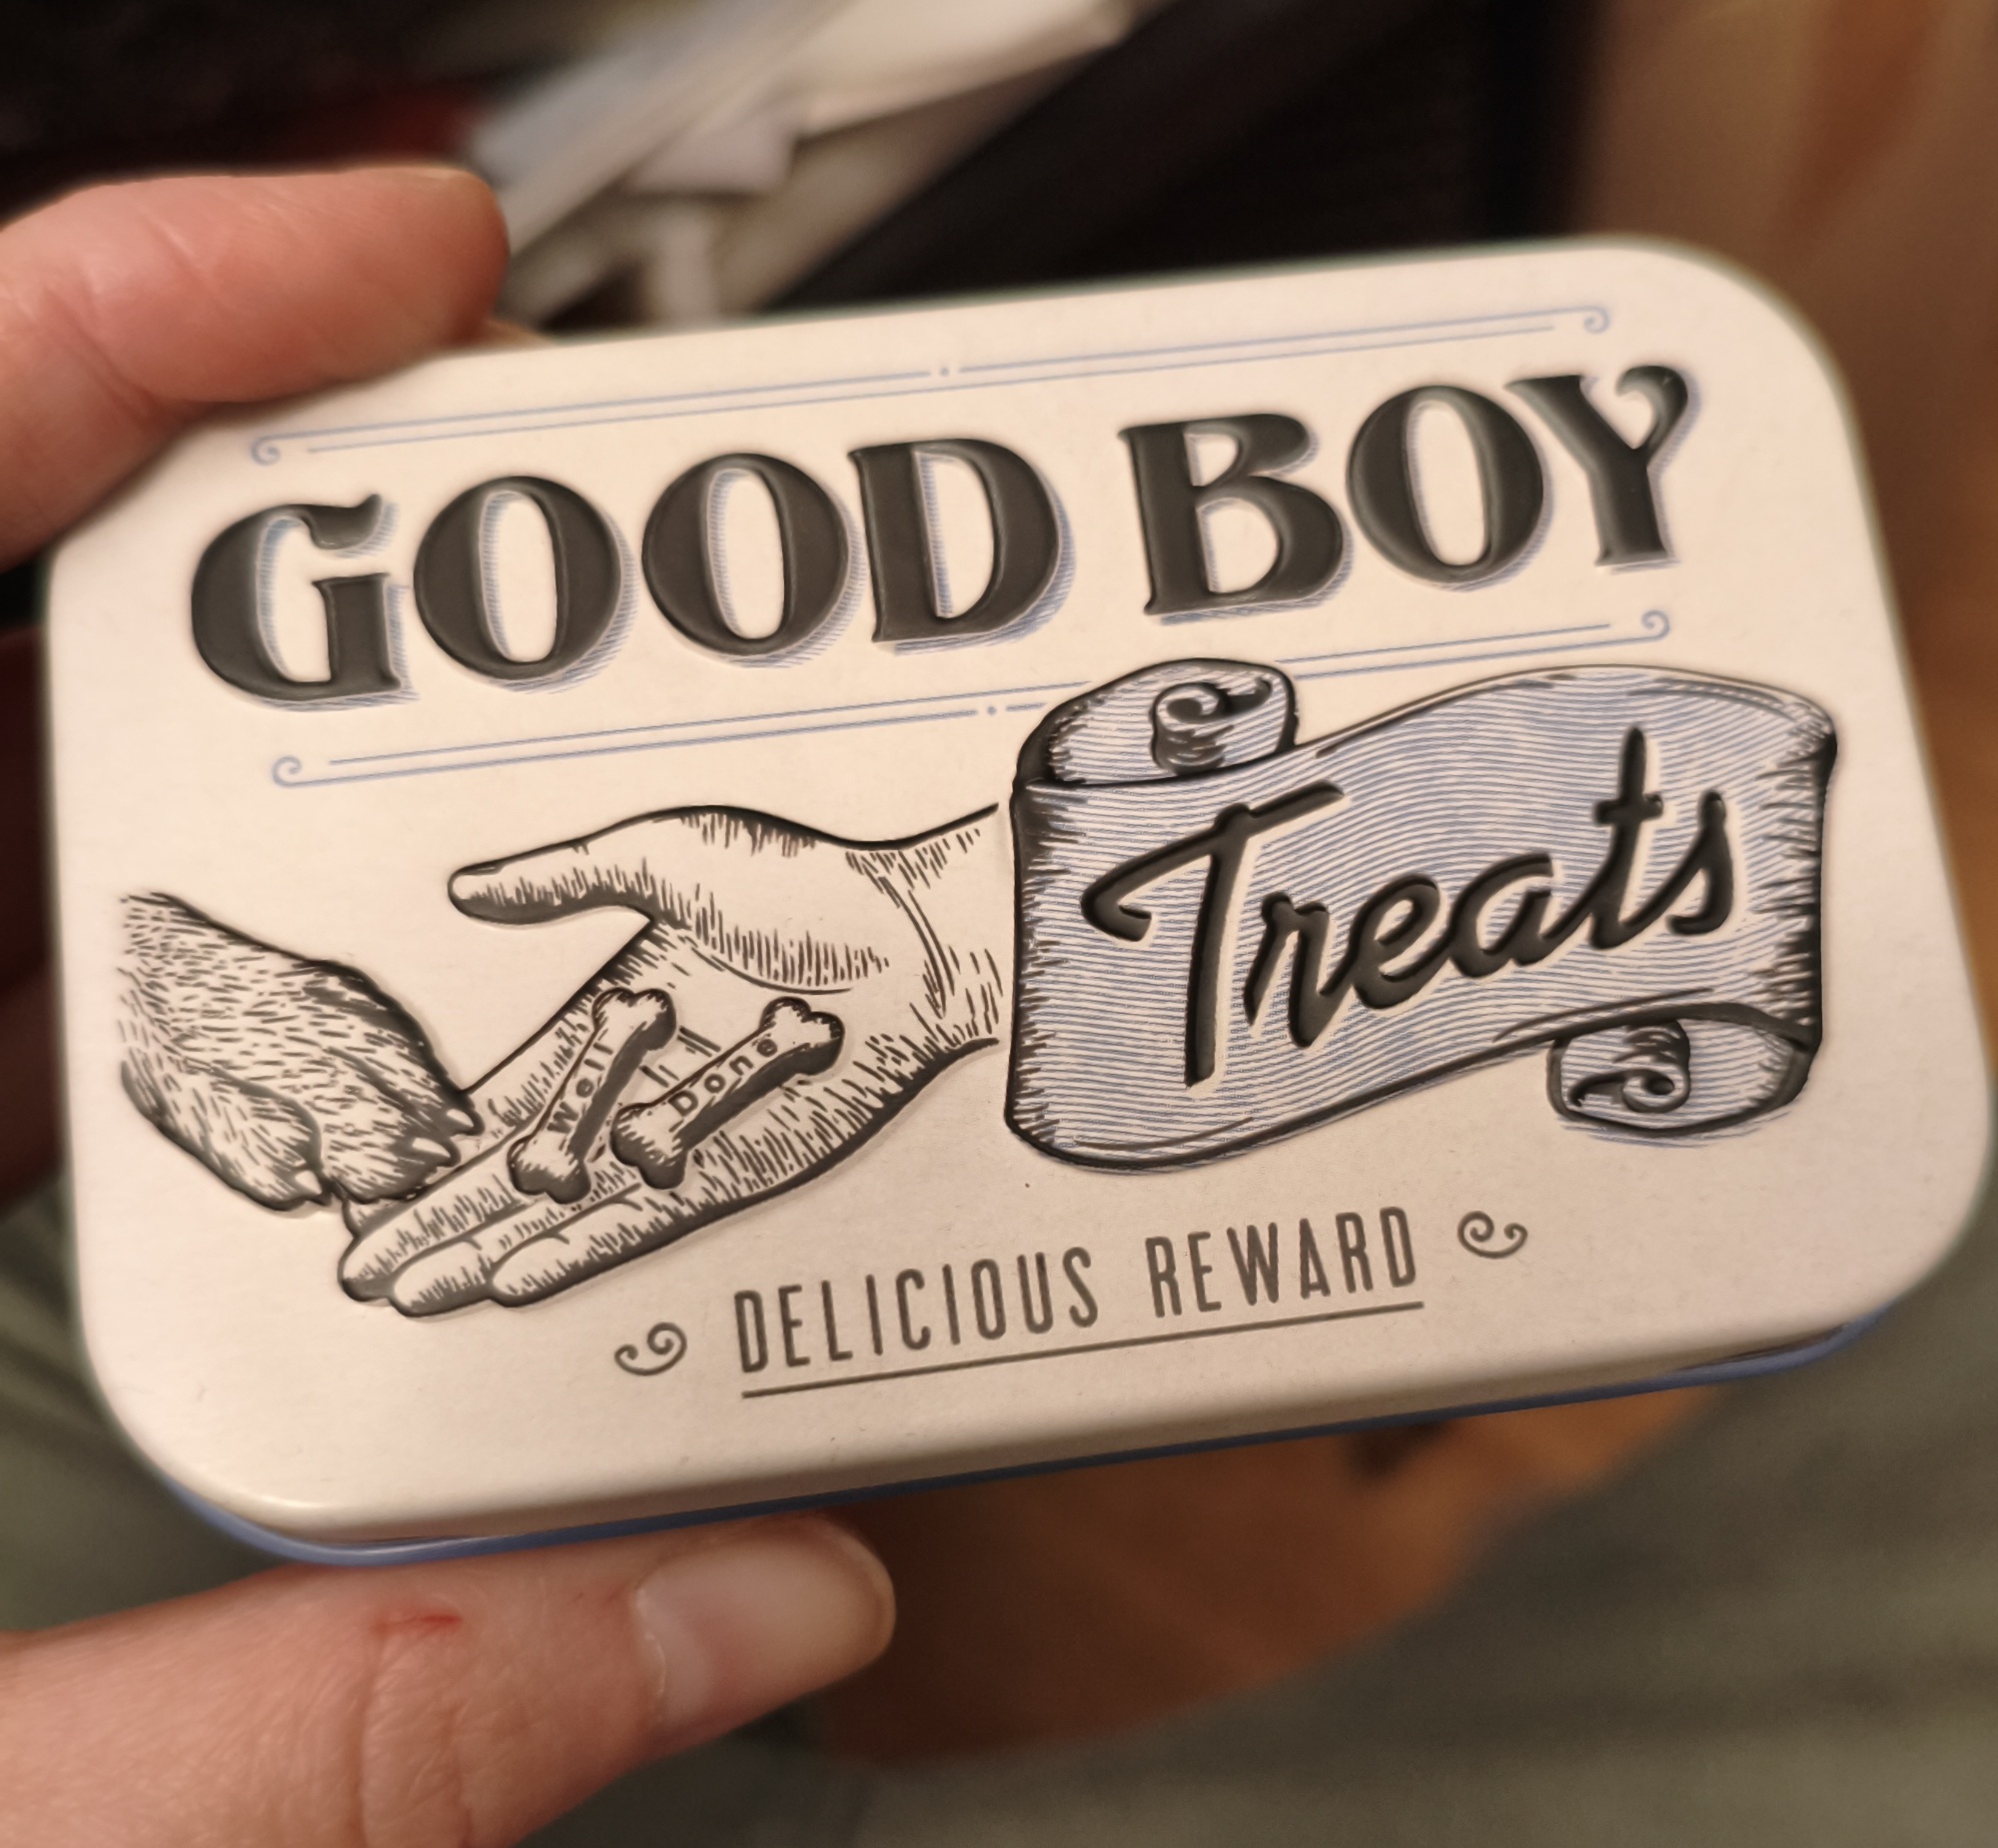 GOOD BOY
Treats
Well
Done
DELICIOUS REWARD